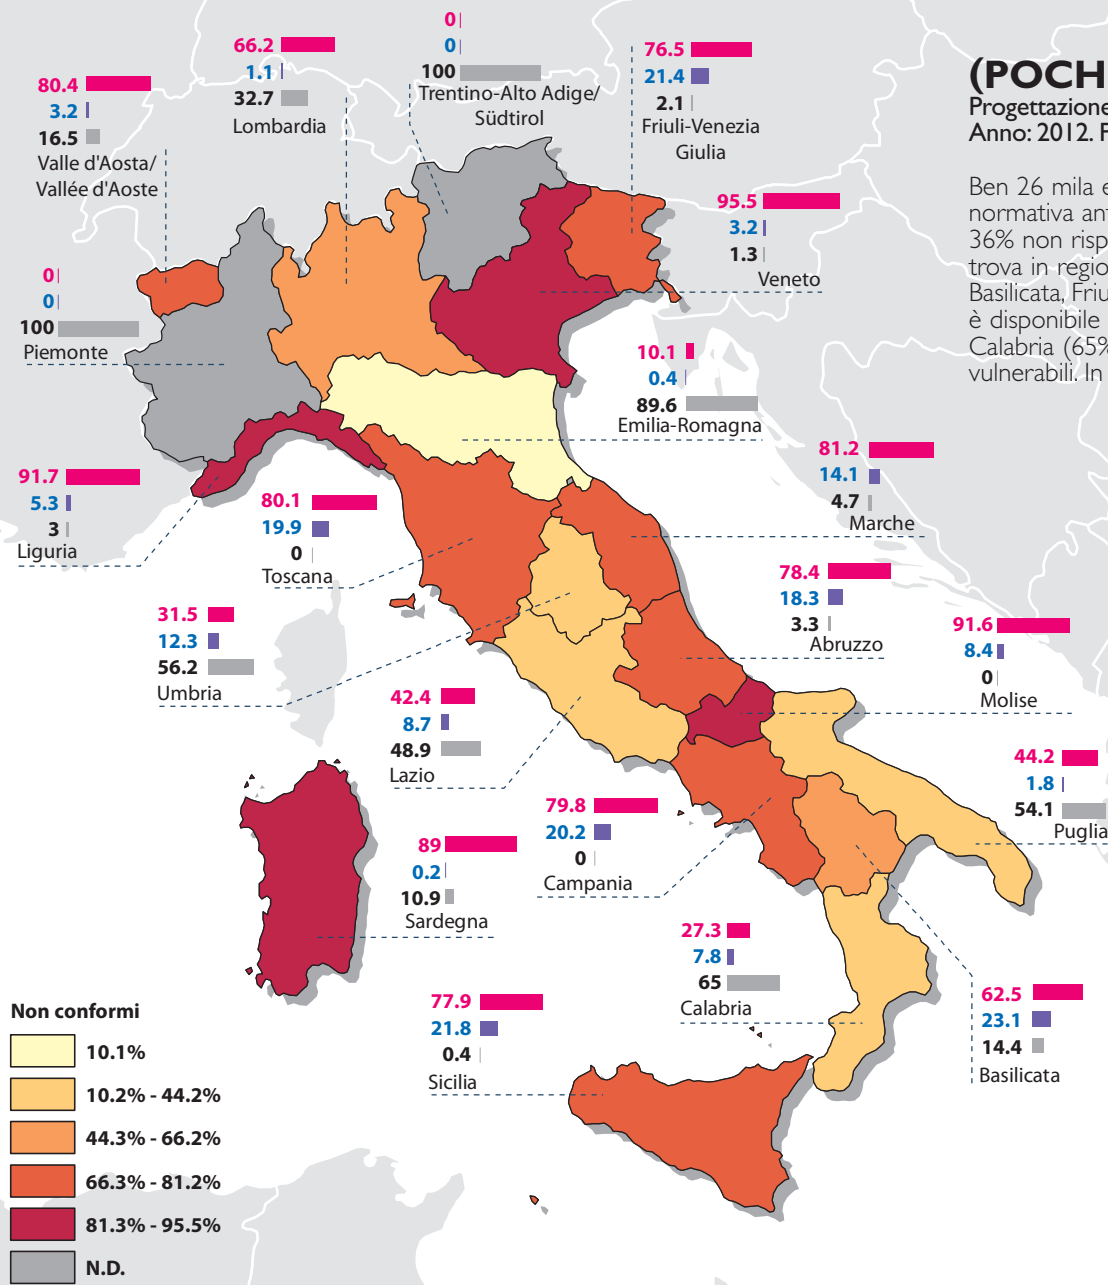 0
0
100
Trentino-Alto Adige/
Südtirol
66.2
1.1
32.7
Lombardia
76.5
21.4
2.1
Friuli-Venezia
Giulia
80.4
3.2
16.5
Valle d'Aosta/
Vallée d'Aoste
(POCH
Progettazione
Anno: 2012. F
Ben 26 mila e
normativa ant
36% non risp
trova in regio
Basilicata, Friu
è disponibile
Calabria (65%
vulnerabili. In
95.5
3.2
1.3
Veneto
0
0
100
Piemonte
10.1
0.4
89.6
Emilia-Romagna
81.2
14.1
4.7
Marche
91.7
5.3
3
Liguria
80.1
19.9
0
Toscana
78.4
18.3
3.3
Abruzzo
31.5
12.3
56.2
Umbria
91.6
8.4
0
Molise
42.4
8.7
48.9
Lazio
44.2
1.8
54.1
Puglia
79.8
20.2
0
Campania
89
0.2
10.9
Sardegna
27.3
7.8
65
Calabria
62.5
23.1
14.4
Basilicata
77.9
21.8
0.4
Sicilia
Non conformi
10.1%
10.2% - 44.2%
44.3% - 66.2%
66.3% - 81.2%
81.3% - 95.5%
N.D.